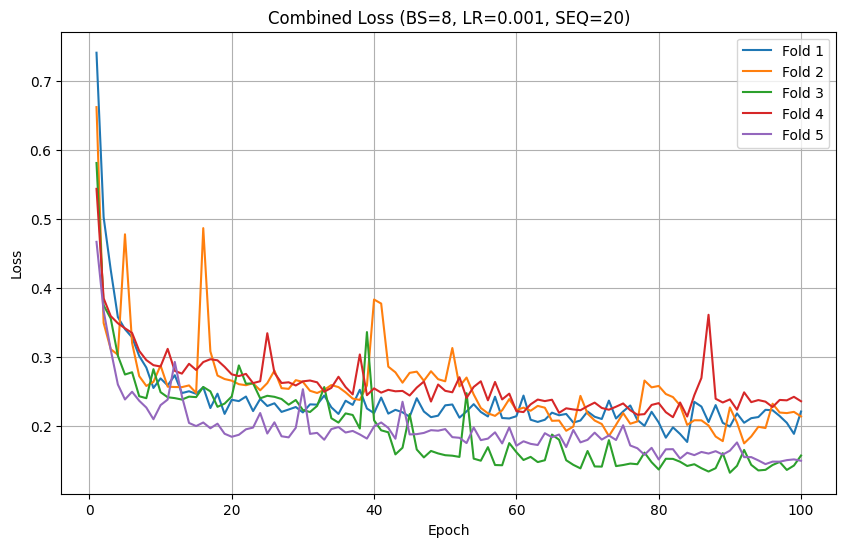 Combined Loss (BS=8, LR=0.001, SEQ=20)
Fold 1
Fold 2
Fold 3
Fold 4
Fold 5
0.7
0.6
0.5
0.4
0.3
0.2
Loss
0
20
40
60
80
100
Epoch